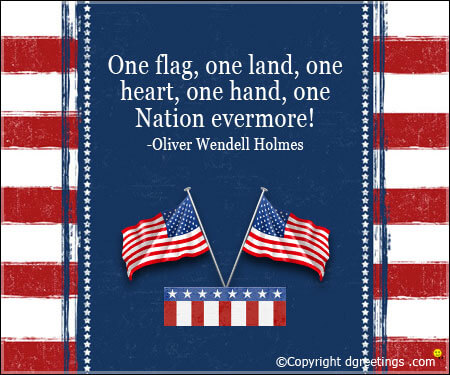 One flag, one land, one
heart, one hand, one
Nation evermore!
-Oliver Wendell Holmes
©Copyright dgreetings .com